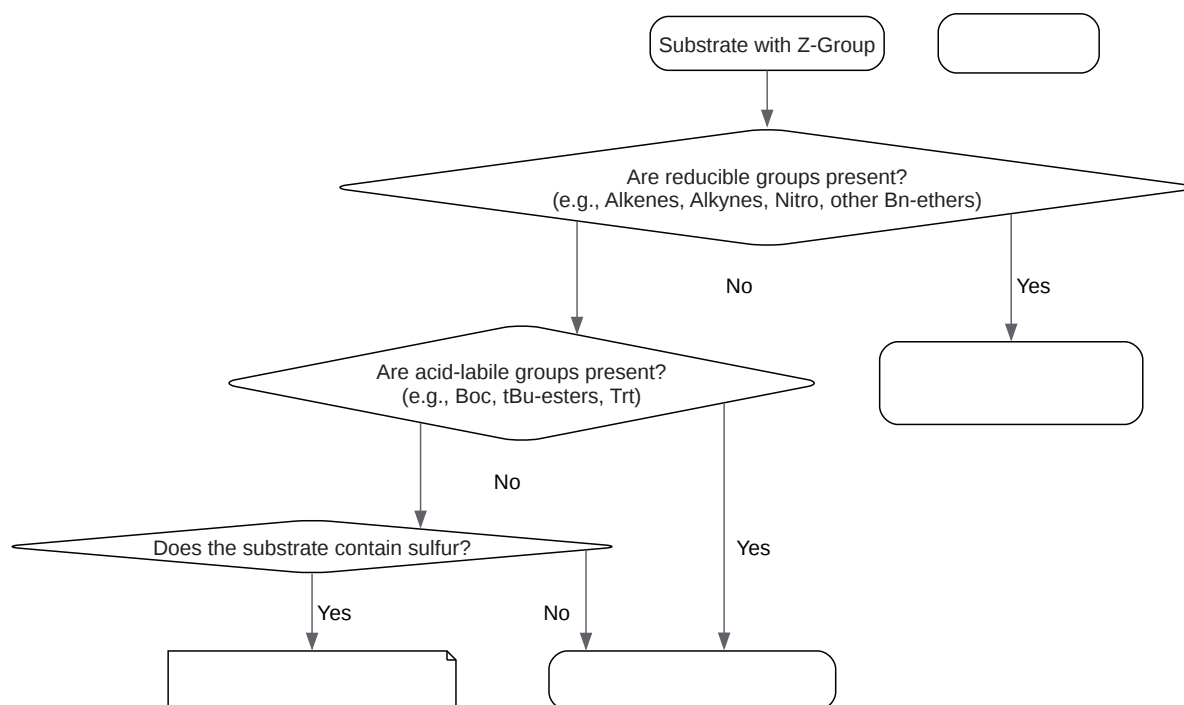 Substrate with Z-Group
Are reducible groups present?
(e.g., Alkenes, Alkynes, Nitro, other Bn-ethers)
No
Yes
Are acid-labile groups present?
(e.g., Boc, tBu-esters, Trt)
No
Does the substrate contain sulfur?
Yes
Yes
No